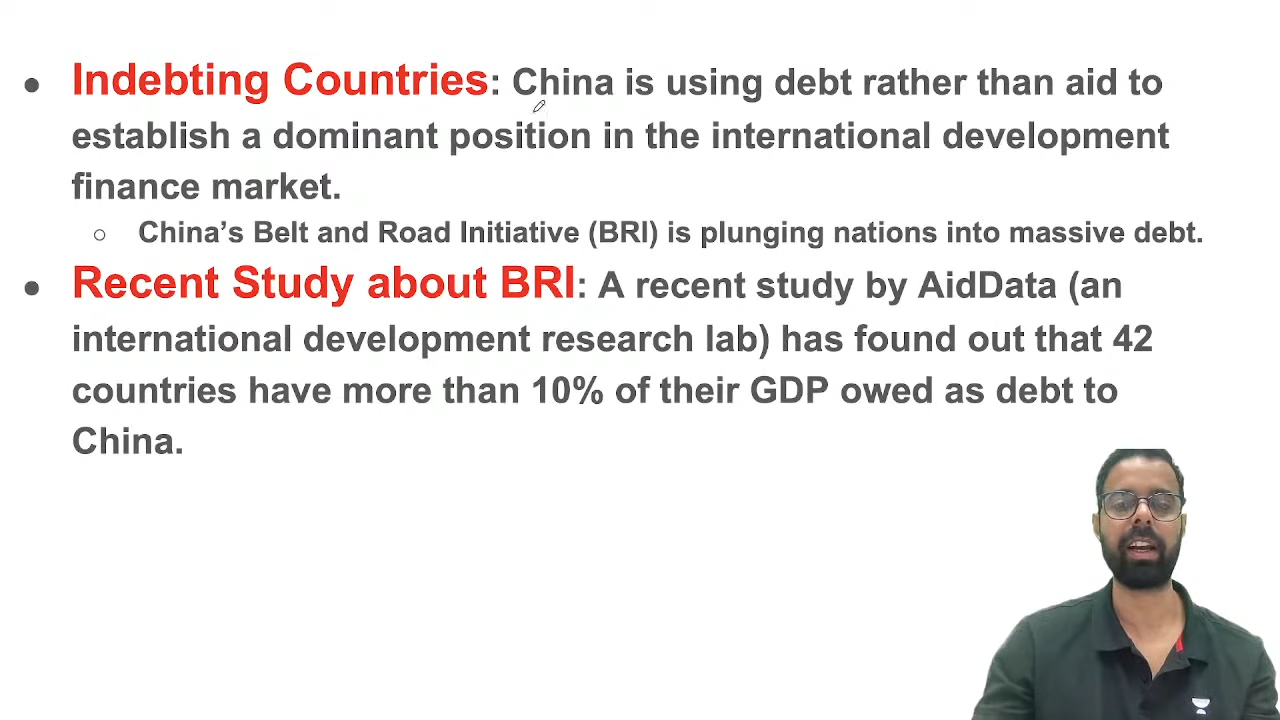 ● Indebting Countries: China is using debt rather than aid to
establish a dominant position in the international development
finance market.
○ China’s Belt and Road Initiative (BRI) is plunging nations into massive debt.
● Recent Study about BRI: A recent study by AidData (an
international development research lab) has found out that 42
countries have more than 10% of their GDP owed as debt to
China.